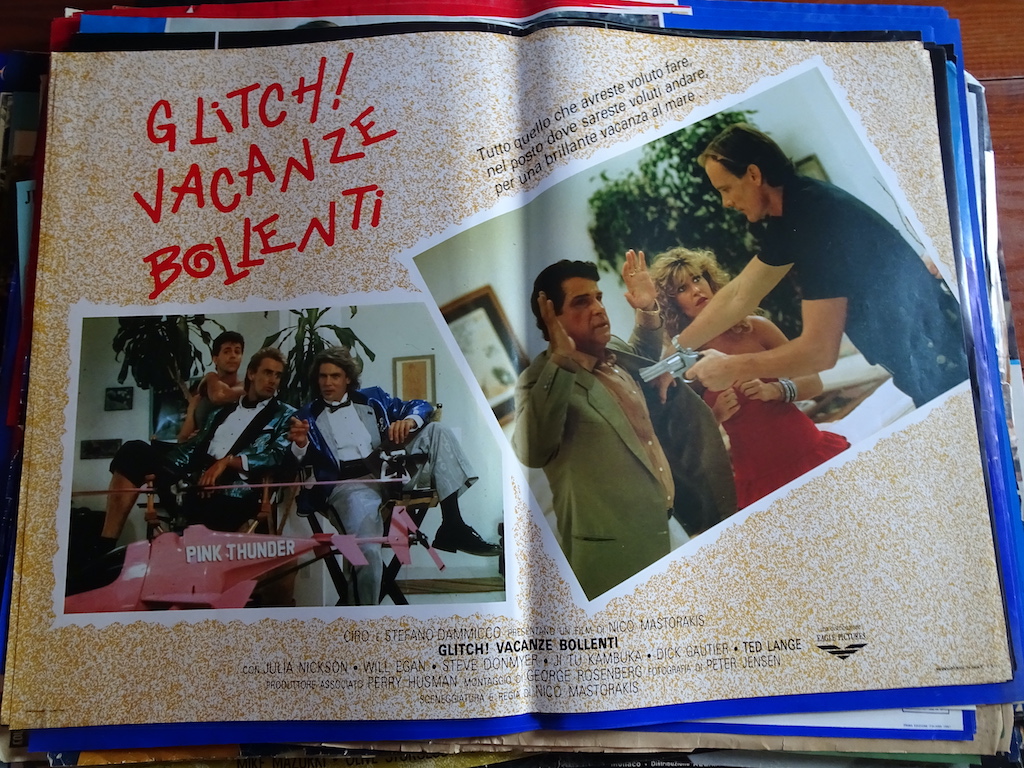 GLITCH!
VACANZE
BOLLENTI
Tutto quello che avreste voluto fare,
nel posto dove sareste voluti andare,
per una brillante vacanza al mare.
PINK THUNDER
CIRO E STEFANO DAMMICCO PRESENTANO UN FILM DI NICO MASTORAKIS
GLITCH! VACANZE BOLLENTI
CON JULIA NICKSON • WILL EGAN • STEVE DONMYER • JI TU KAMBUKA • DICK GAUTIER • TED LANGE
PRODUTTORE ASSOCIATO PERRY HUSMAN MONTAGGIO DI GEORGE ROSENBERG FOTOGRAFIA DI PETER JENSEN
SCENEGGIATURA E REGIA DI NICO MASTORAKIS
EAGLE PICTURES
MIKE MAZURKI